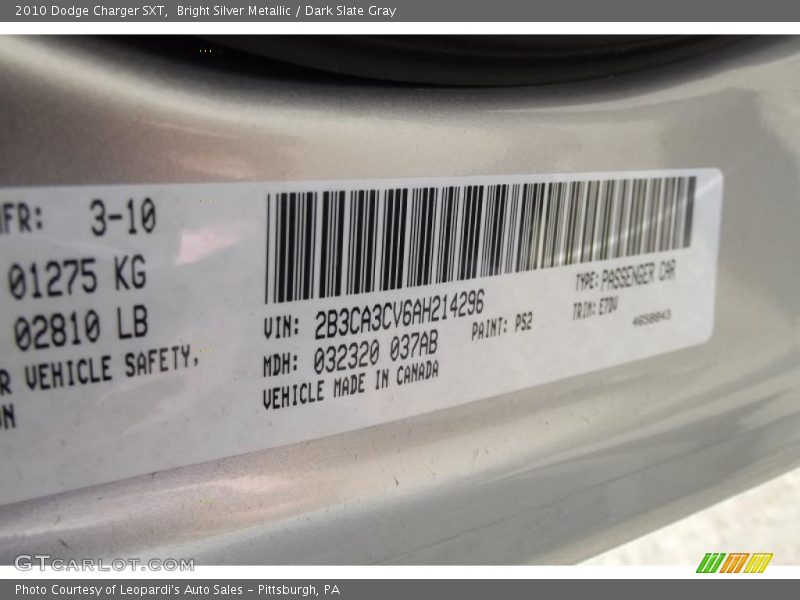 2010 Dodge Charger SXT,  Bright Silver Metallic / Dark Slate Gray
FR: 3-10
01275 KG
02810 LB
R VEHICLE SAFETY,
ON
VIN: 2B3CA3CV6AH214296
MDH: 032320 037AB
VEHICLE MADE IN CANADA
PAINT: PS2
TYPE: PASSENGER CAR
TRIM: E7DV
4658043
GTCARLOT.COM
Photo Courtesy of Leopardi's Auto Sales - Pittsburgh, PA